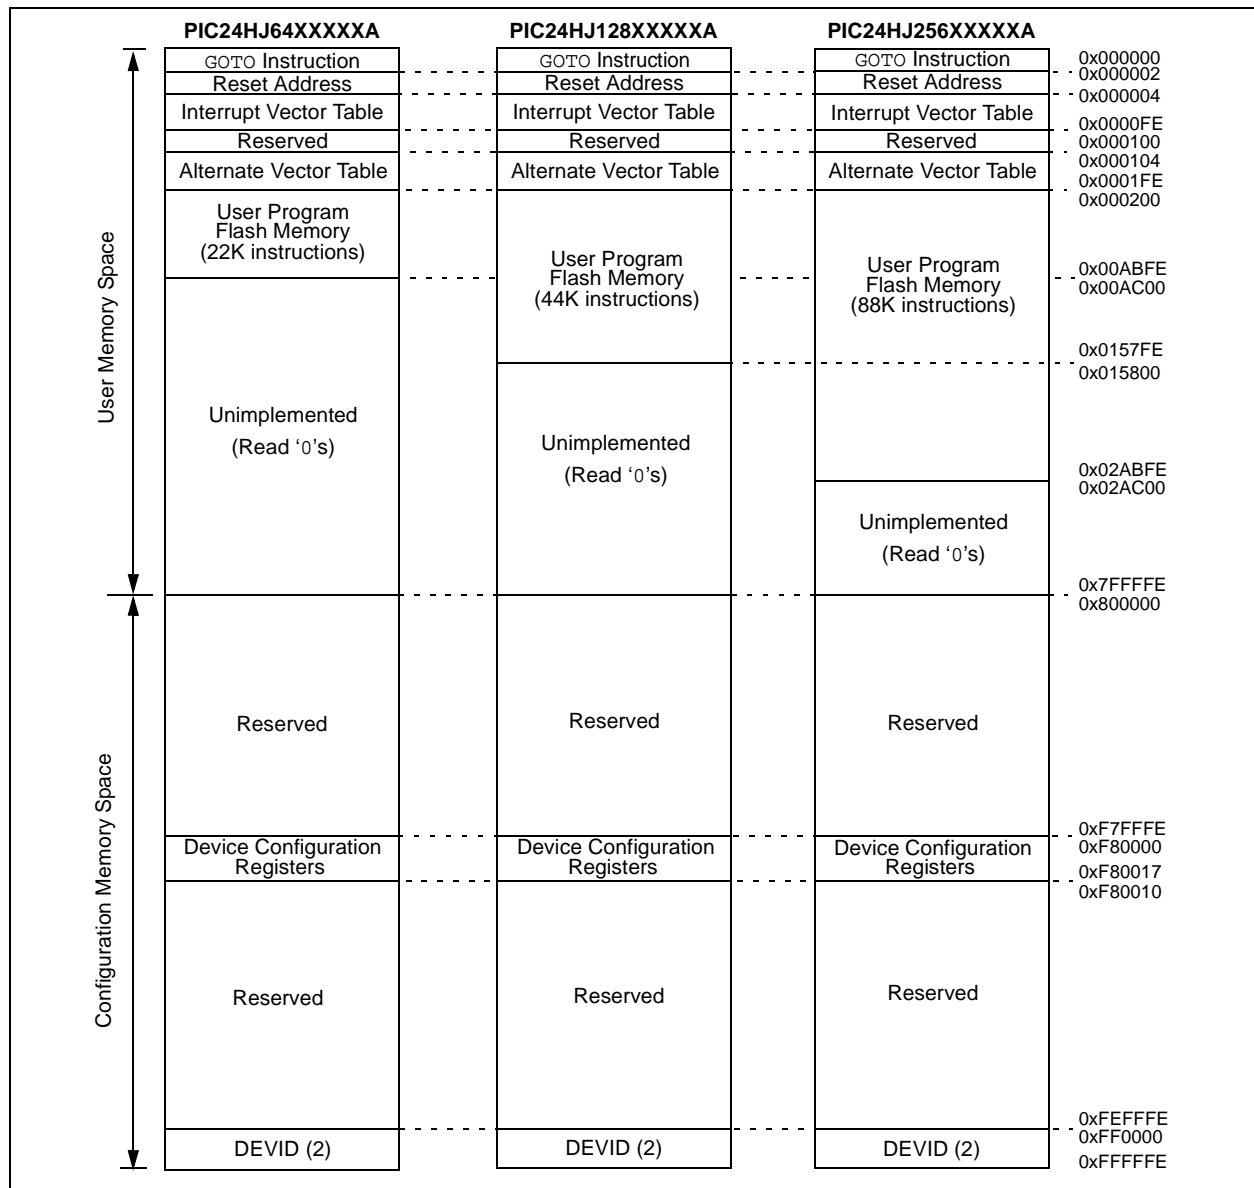 PIC24HJ64XXXXXA
PIC24HJ128XXXXXA
PIC24HJ256XXXXXA
GOTO Instruction
GOTO Instruction
GOTO Instruction
0x000000
Reset Address
Reset Address
Reset Address
0x000002
0x000004
Interrupt Vector Table
Interrupt Vector Table
Interrupt Vector Table
0x0000FE
Reserved
Reserved
Reserved
0x000100
0x000104
Alternate Vector Table
Alternate Vector Table
Alternate Vector Table
0x0001FE
0x000200
User Memory Space
User Program
Flash Memory
(22K instructions)
User Program
Flash Memory
(44K instructions)
User Program
Flash Memory
(88K instructions)
0x00ABFE
0x00AC00
0x0157FE
0x015800
Unimplemented
(Read ‘0’s)
Unimplemented
(Read ‘0’s)
0x02ABFE
0x02AC00
Unimplemented
(Read ‘0’s)
0x7FFFFE
0x800000
Configuration Memory Space
Reserved
Reserved
Reserved
0xF7FFFE
0xF80000
Device Configuration
Registers
Device Configuration
Registers
Device Configuration
Registers
0xF80017
0xF80010
Reserved
Reserved
Reserved
0xFEFFFE
0xFF0000
DEVID (2)
DEVID (2)
DEVID (2)
0xFFFFFE